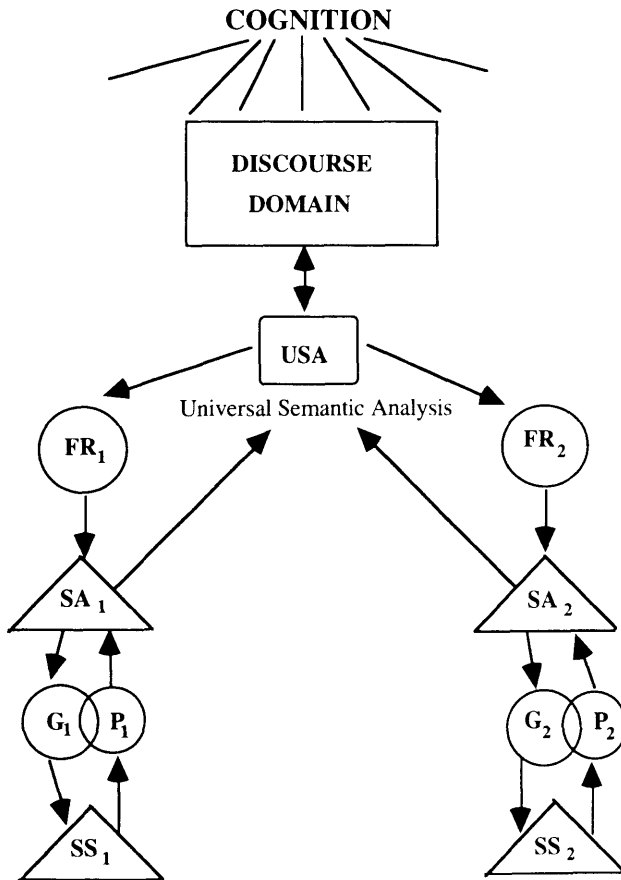 COGNITION
DISCOURSE
DOMAIN
USA
Universal Semantic Analysis
FR1
FR2
SA1
SA2
G1 P1
G2 P2
SS1
SS2